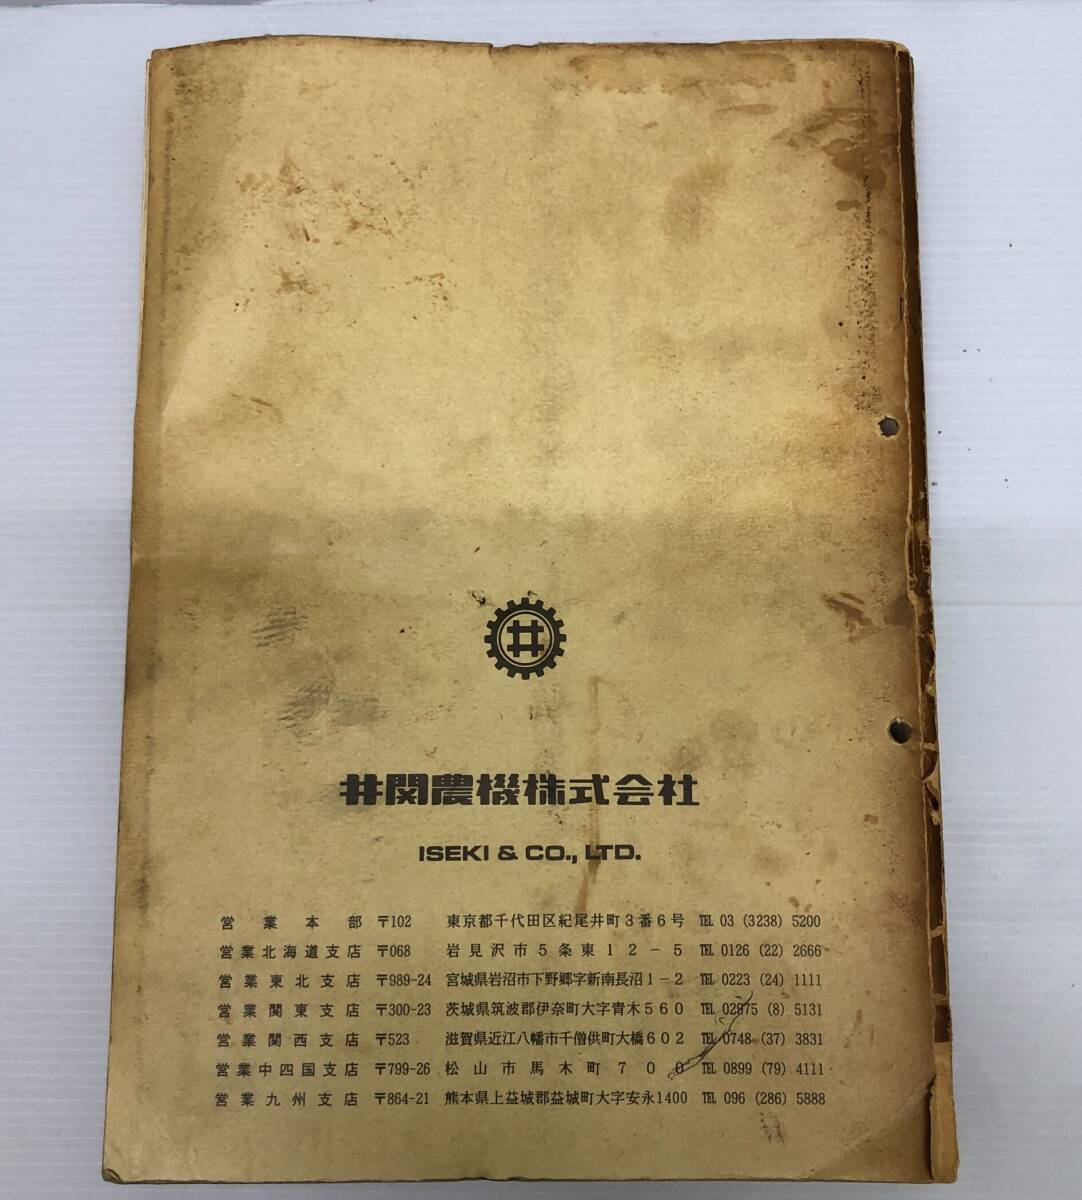 井
井関農機株式会社
ISEKI & CO., LTD.
営業本部 〒102 東京都千代田区紀尾井町3番6号 ℡ 03 (3238) 5200
営業北海道支店 〒068 岩見沢市5条東12-5 ℡ 0126 (22) 2666
営業東北支店 〒989-24 宮城県岩沼市下野郷字新南長沼1-2 ℡ 0223 (24) 1111
営業関東支店 〒300-23 茨城県筑波郡伊奈町大字青木560 ℡ 02975 (8) 5131
営業関西支店 〒523 滋賀県近江八幡市千僧供町大橋602 ℡ 0748 (37) 3831
営業中四国支店 〒799-26 松山市馬木町700 ℡ 0899 (79) 4111
営業九州支店 〒864-21 熊本県上益城郡益城町大字安永1400 ℡ 096 (286) 5888